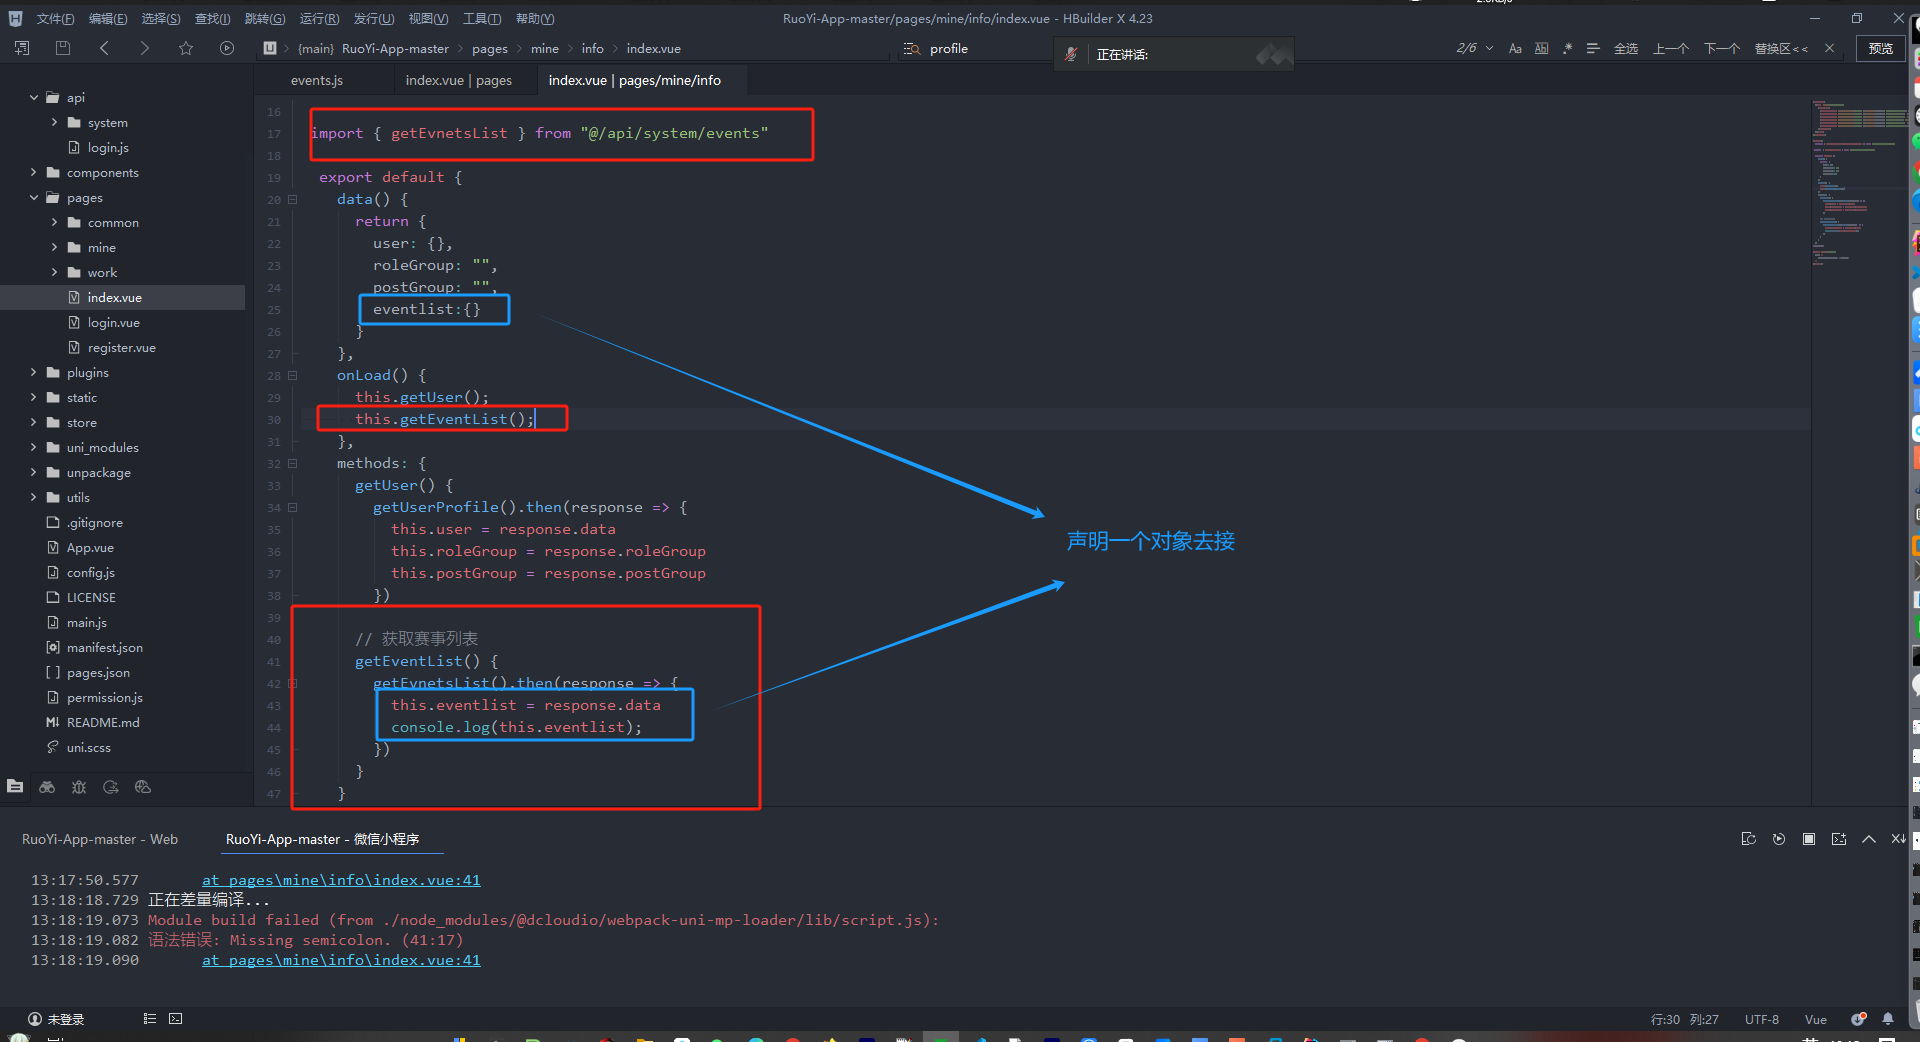 文件(F) 编辑(E) 选择(S) 查找(I) 跳转(G) 运行(R) 发行(U) 视图(V) 工具(T) 帮助(Y)
RuoYi-App-master/pages/mine/info/index.vue - HBuilder X 4.23
{main} RuoYi-App-master pages mine info index.vue
profile
正在讲话:
2/6 Aa 全选 上一个 下一个 替换区<< 预览
events.js
index.vue | pages
index.vue | pages/mine/info
api
system
login.js
components
pages
common
mine
work
index.vue
login.vue
register.vue
plugins
static
store
uni_modules
unpackage
utils
.gitignore
App.vue
config.js
LICENSE
main.js
manifest.json
pages.json
permission.js
README.md
uni.scss
16
17 import { getEvnetsList } from "@/api/system/events"
18
19 export default {
20 data() {
21 return {
22 user: {},
23 roleGroup: "",
24 postGroup: "",
25 eventlist:{}
26 }
27 },
28 onLoad() {
29 this.getUser();
30 this.getEventList();
31 },
32 methods: {
33 getUser() {
34 getUserProfile().then(response => {
35 this.user = response.data
36 this.roleGroup = response.roleGroup
37 this.postGroup = response.postGroup
38 })
39
40 // 获取赛事列表
41 getEventList() {
42 getEvnetsList().then(response => {
43 this.eventlist = response.data
44 console.log(this.eventlist);
45 })
46 }
47 }
声明一个对象去接
RuoYi-App-master - Web
RuoYi-App-master - 微信小程序
13:17:50.577 at pages\mine\info\index.vue:41
13:18:18.729 正在差量编译...
13:18:19.073 Module build failed (from ./node_modules/@dcloudio/webpack-uni-mp-loader/lib/script.js):
13:18:19.082 语法错误: Missing semicolon. (41:17)
13:18:19.090 at pages\mine\info\index.vue:41
未登录
行:30 列:27 UTF-8 Vue